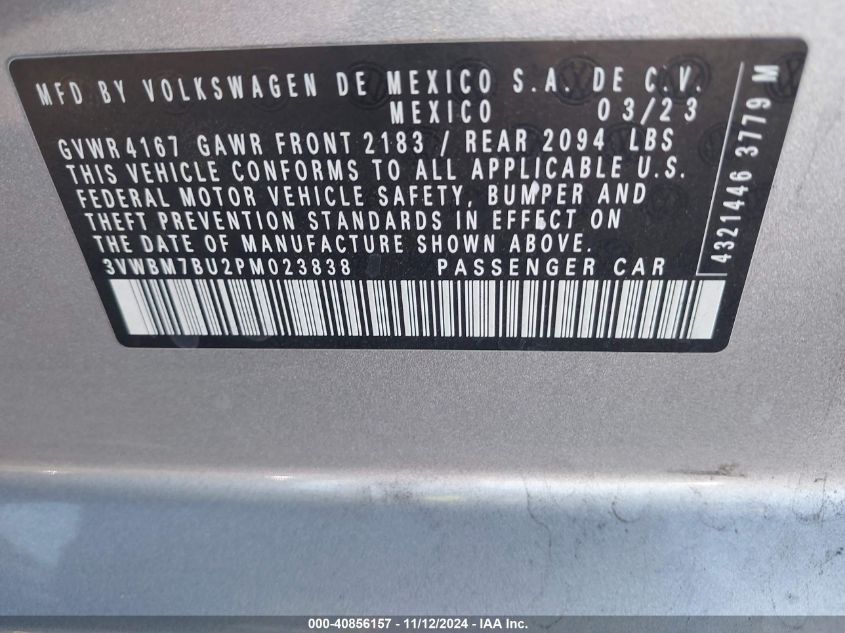 MFD BY VOLKSWAGEN DE MEXICO S.A. DE C.V.
MEXICO 03/23
GVWR 4167 GAWR FRONT 2183 / REAR 2094 LBS
THIS VEHICLE CONFORMS TO ALL APPLICABLE U.S.
FEDERAL MOTOR VEHICLE SAFETY, BUMPER AND
THEFT PREVENTION STANDARDS IN EFFECT ON
THE DATE OF MANUFACTURE SHOWN ABOVE.
3VWBM7BU2PM023838 PASSENGER CAR
4321446 3779 M
000-40856157 - 11/12/2024 - IAA Inc.